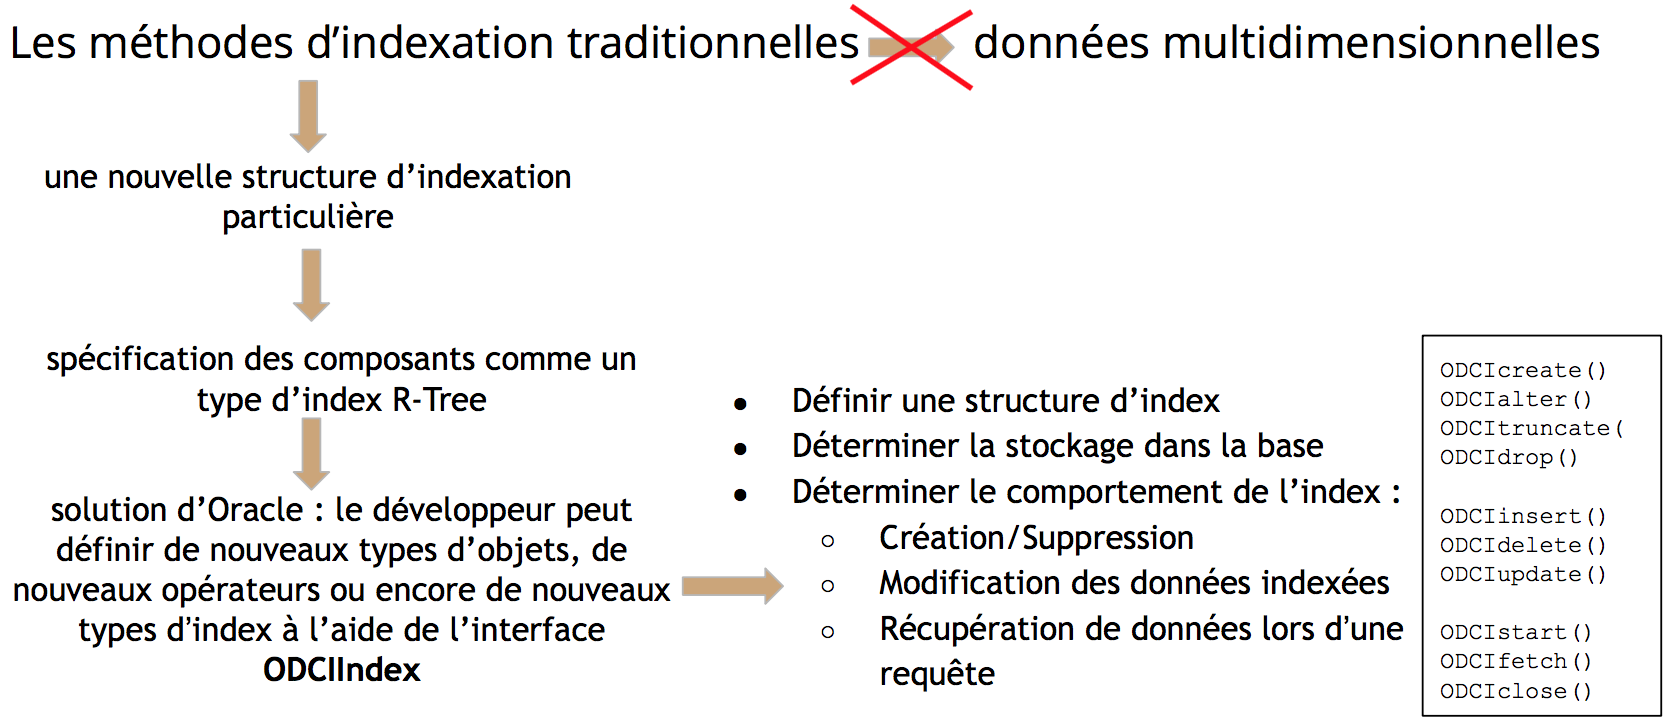 Les méthodes d’indexation traditionnelles données multidimensionnelles
une nouvelle structure d’indexation
particulière
spécification des composants comme un
type d’index R-Tree
solution d’Oracle : le développeur peut
définir de nouveaux types d’objets, de
nouveaux opérateurs ou encore de nouveaux
types d’index à l’aide de l’interface
ODCIIndex
● Définir une structure d’index
● Déterminer la stockage dans la base
● Déterminer le comportement de l’index :
○ Création/Suppression
○ Modification des données indexées
○ Récupération de données lors d’une
requête
ODCIcreate()
ODCIalter()
ODCItruncate(
ODCIdrop()
ODCIinsert()
ODCIdelete()
ODCIupdate()
ODCIstart()
ODCIfetch()
ODCIclose()